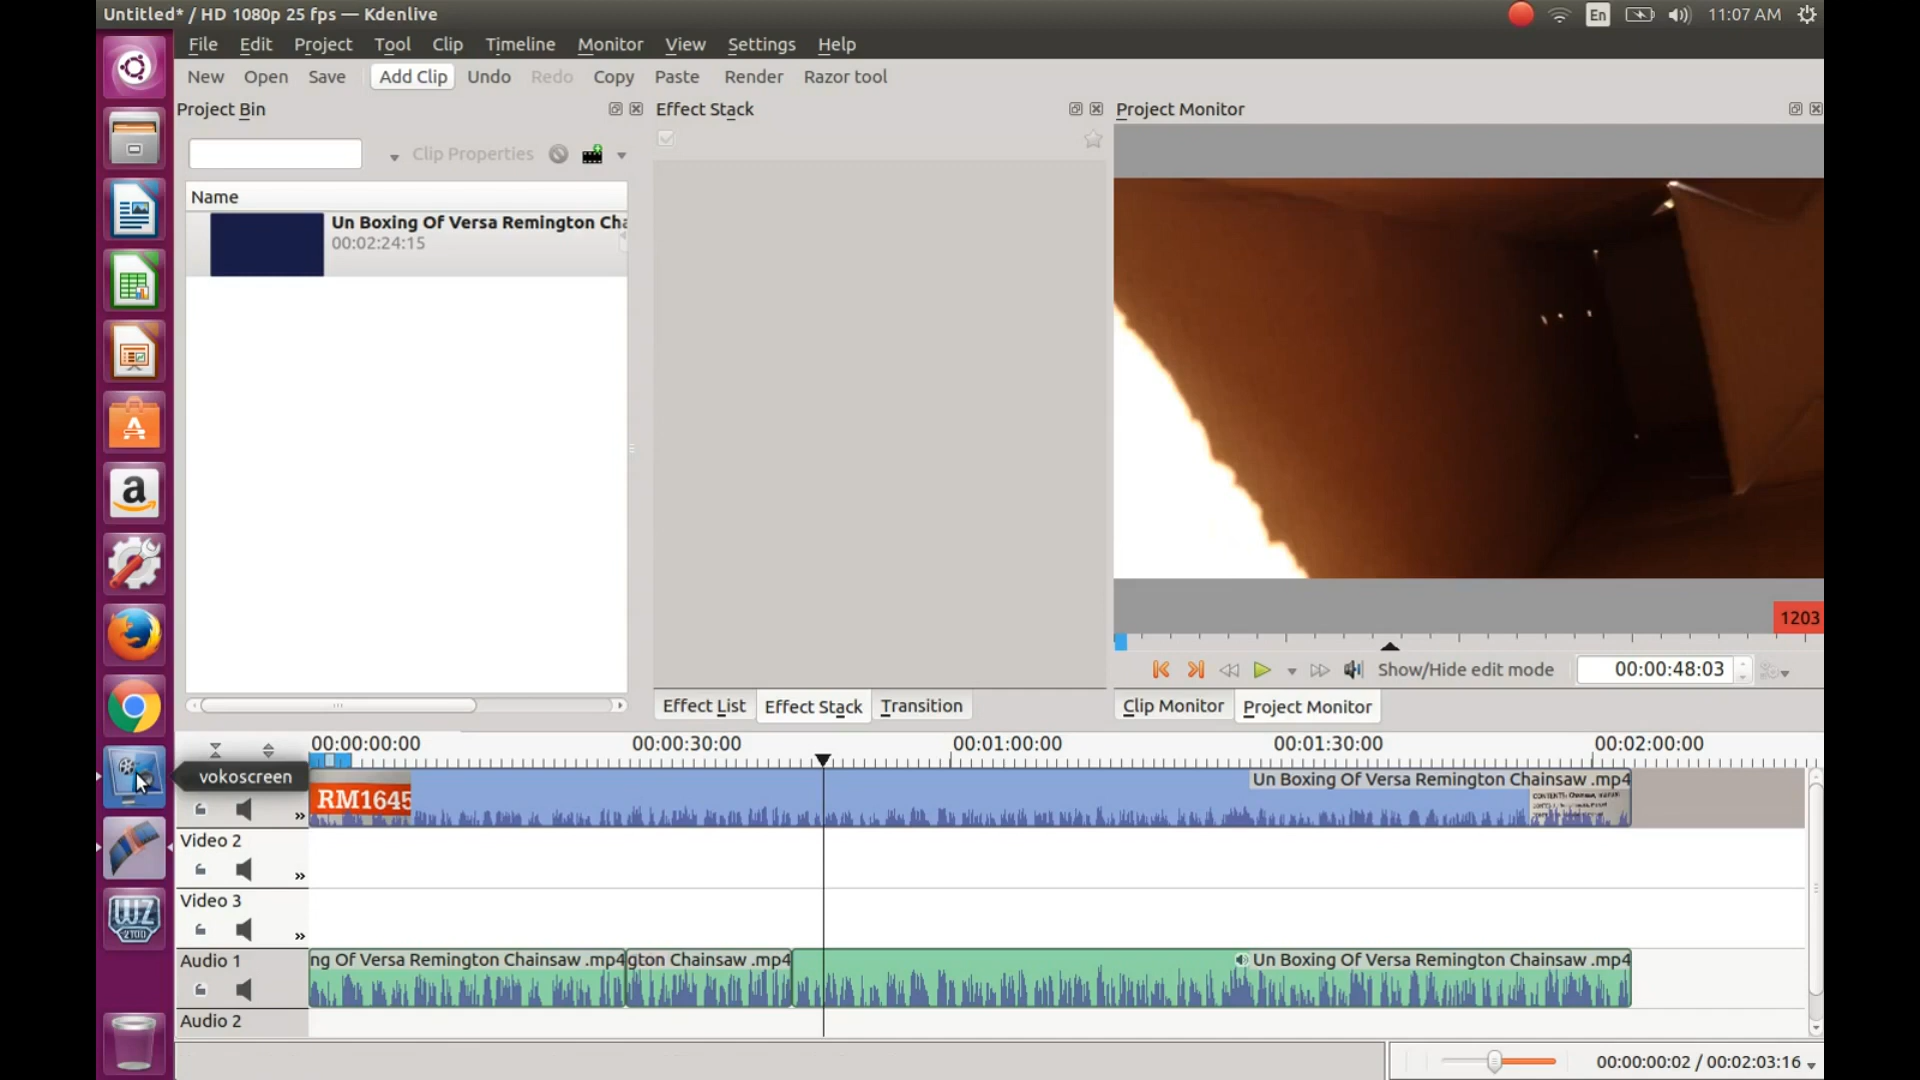 Untitled* / HD 1080p 25 fps — Kdenlive
En
11:07 AM
File Edit Project Tool Clip Timeline Monitor View Settings Help
New Open Save Add Clip Undo Redo Copy Paste Render Razor tool
Project Bin
Effect Stack
Project Monitor
Clip Properties
Name
Un Boxing Of Versa Remington Cha
00:02:24:15
1203
Show/Hide edit mode
00:00:48:03
Effect List Effect Stack Transition
Clip Monitor Project Monitor
00:00:00:00 00:00:30:00 00:01:00:00 00:01:30:00 00:02:00:00
vokoscreen
RM1645
Un Boxing Of Versa Remington Chainsaw .mp4
Video 2
Video 3
Audio 1
ng Of Versa Remington Chainsaw .mp4
gton Chainsaw .mp4
Un Boxing Of Versa Remington Chainsaw .mp4
Audio 2
a
WZ
2100
00:00:00:02 / 00:02:03:16